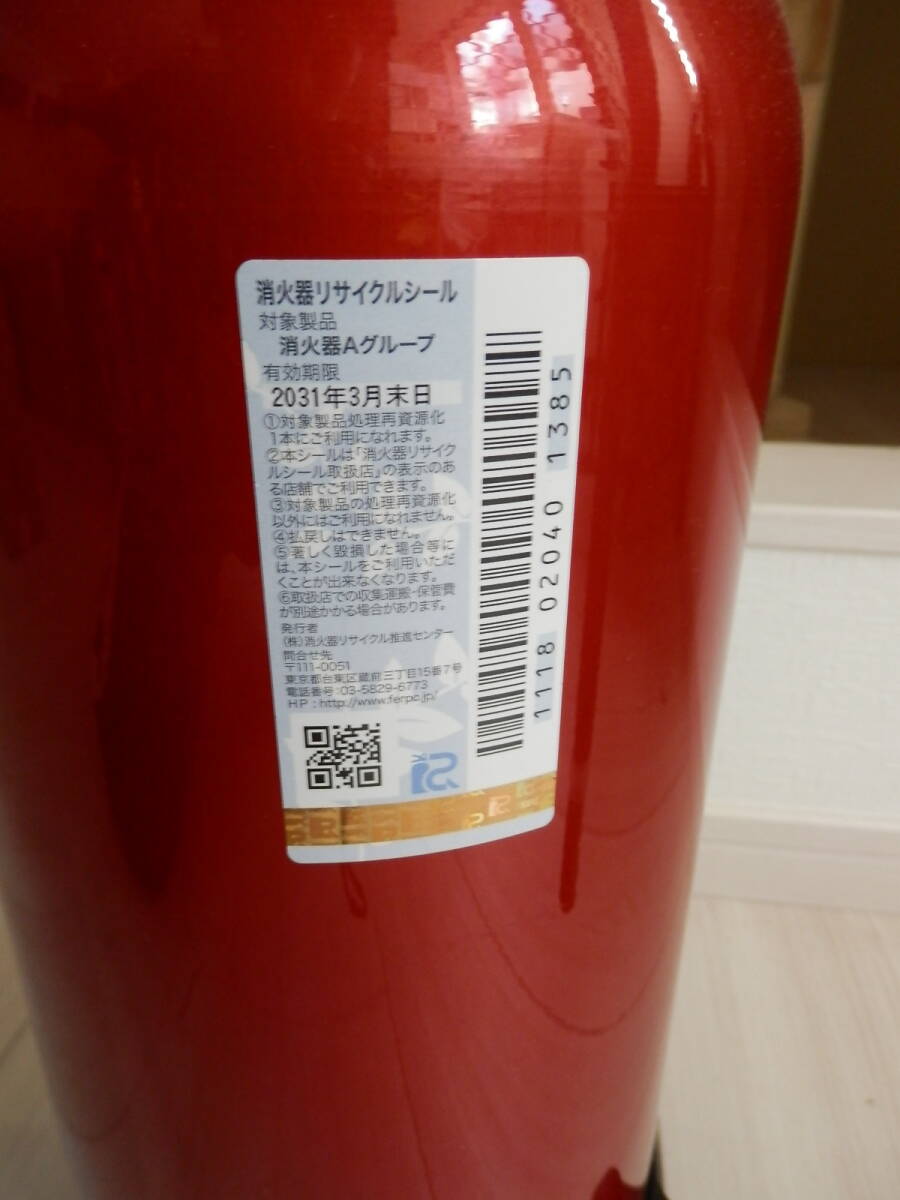 消火器リサイクルシール
対象製品
消火器Aグループ
有効期限
2031年3月末日
①対象製品処理再資源化
1本にご利用になれます。
②本シールは「消火器リサイク
ルシール取扱店」の表示のあ
る店舗でご利用できます。
③対象製品の処理再資源化
以外にはご利用になれません。
④払戻しはできません。
⑤著しく毀損した場合等に
は、本シールをご利用いただ
くことが出来なくなります。
⑥取扱店での収集運搬・保管費
が別途かかる場合があります。
発行者
(株)消火器リサイクル推進センター
問合せ先
〒111-0051
東京都台東区蔵前三丁目15番7号
電話番号:03-5829-6773
HP:http://www.ferpc.jp/
1118 02040 1385